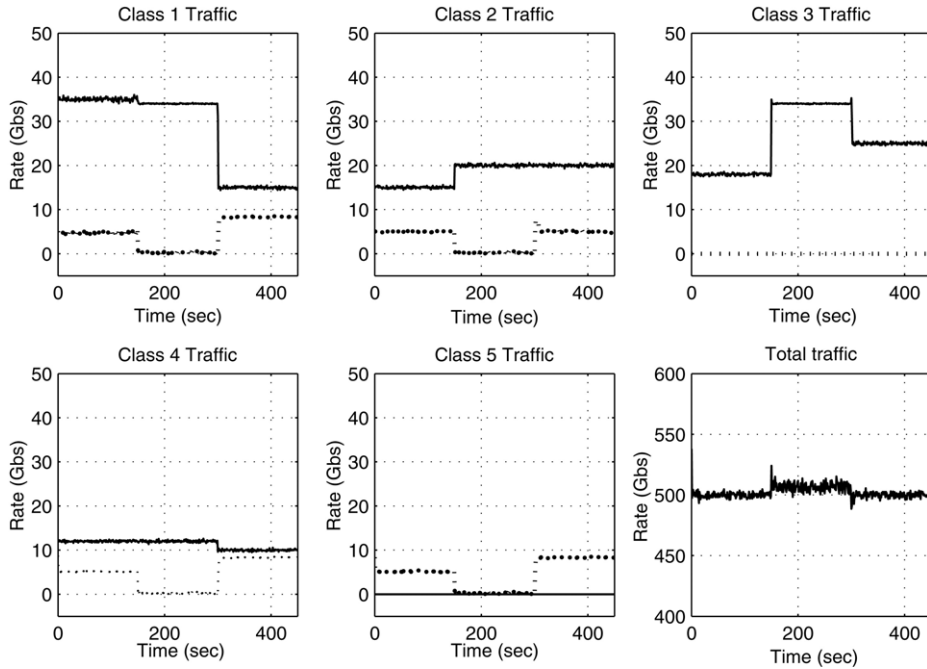 Class 1 Traffic
50
40
30
20
10
0
Rate (Gbs)
0 200 400
Time (sec)
Class 2 Traffic
50
40
30
20
10
0
Rate (Gbs)
0 200 400
Time (sec)
Class 3 Traffic
50
40
30
20
10
0
Rate (Gbs)
0 200 400
Time (sec)
Class 4 Traffic
50
40
30
20
10
0
Rate (Gbs)
0 200 400
Time (sec)
Class 5 Traffic
50
40
30
20
10
0
Rate (Gbs)
0 200 400
Time (sec)
Total traffic
600
550
500
450
400
Rate (Gbs)
0 200 400
Time (sec)